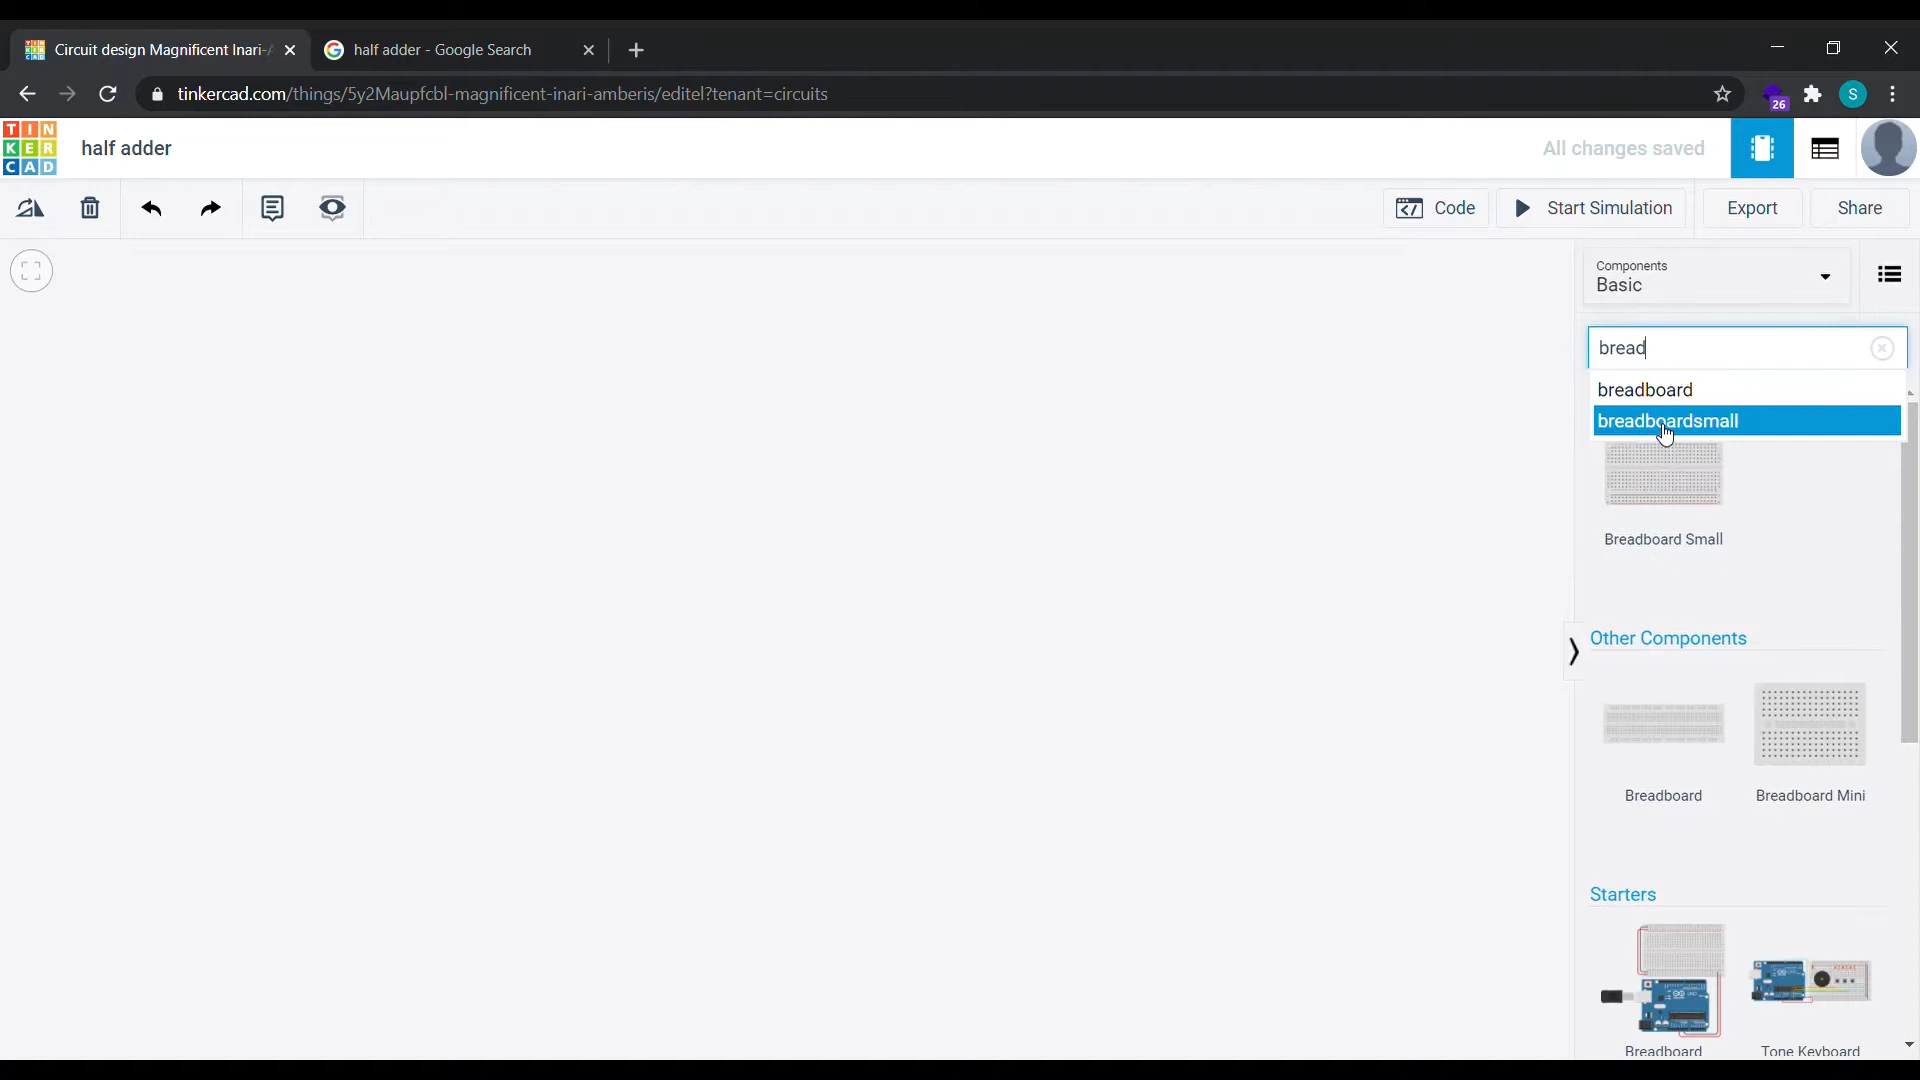 Circuit design Magnificent Inari-A
half adder - Google Search
tinkercad.com/things/5y2Maupfcbl-magnificent-inari-amberis/editel?tenant=circuits
26
S
TIN
KER
CAD
half adder
All changes saved
Code
Start Simulation
Export
Share
Components
Basic
bread
breadboard
breadboardsmall
Breadboard Small
Other Components
Breadboard
Breadboard Mini
Starters
Breadboard
Tone Keyboard